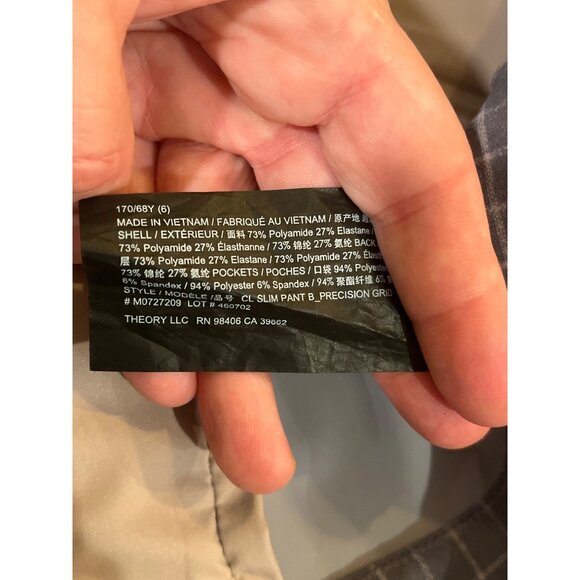 170/68Y (6)
MADE IN VIETNAM / FABRIQUÉ AU VIETNAM / 原产地
SHELL / EXTÉRIEUR / 面料 73% Polyamide 27% Elastane /
73% Polyamide 27% Élasthanne / 73% 锦纶 27% 氨纶 BACK
层 73% Polyamide 27% Elastane / 73% Polyamide 27%
73% 锦纶 27% 氨纶 POCKETS / POCHES / 口袋 94% Polyester
6% Spandex / 94% Polyester 6% Spandex / 94% 聚酯纤维 6%
STYLE / MODÈLE / 品号 CL SLIM PANT B_PRECISION GRID
# M0727209 LOT # 460702
THEORY LLC RN 98406 CA 39662